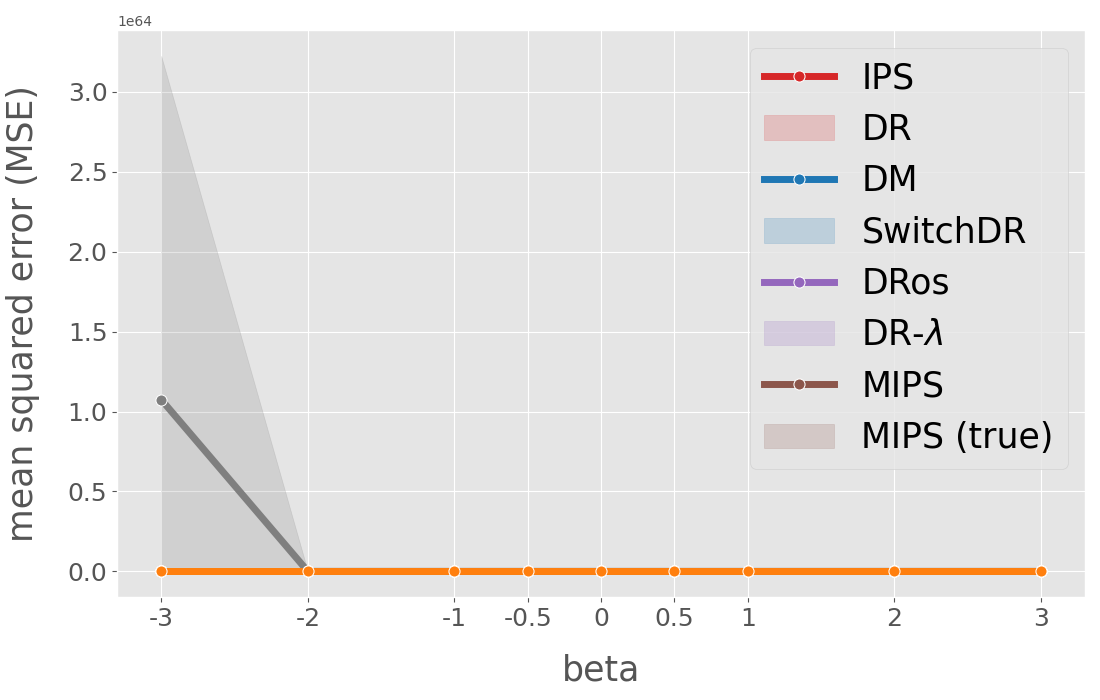 1e64
mean squared error (MSE)
3.0
2.5
2.0
1.5
1.0
0.5
0.0
IPS
DR
DM
SwitchDR
DRos
DR-λ
MIPS
MIPS (true)
-3 -2 -1 -0.5 0 0.5 1 2 3
beta